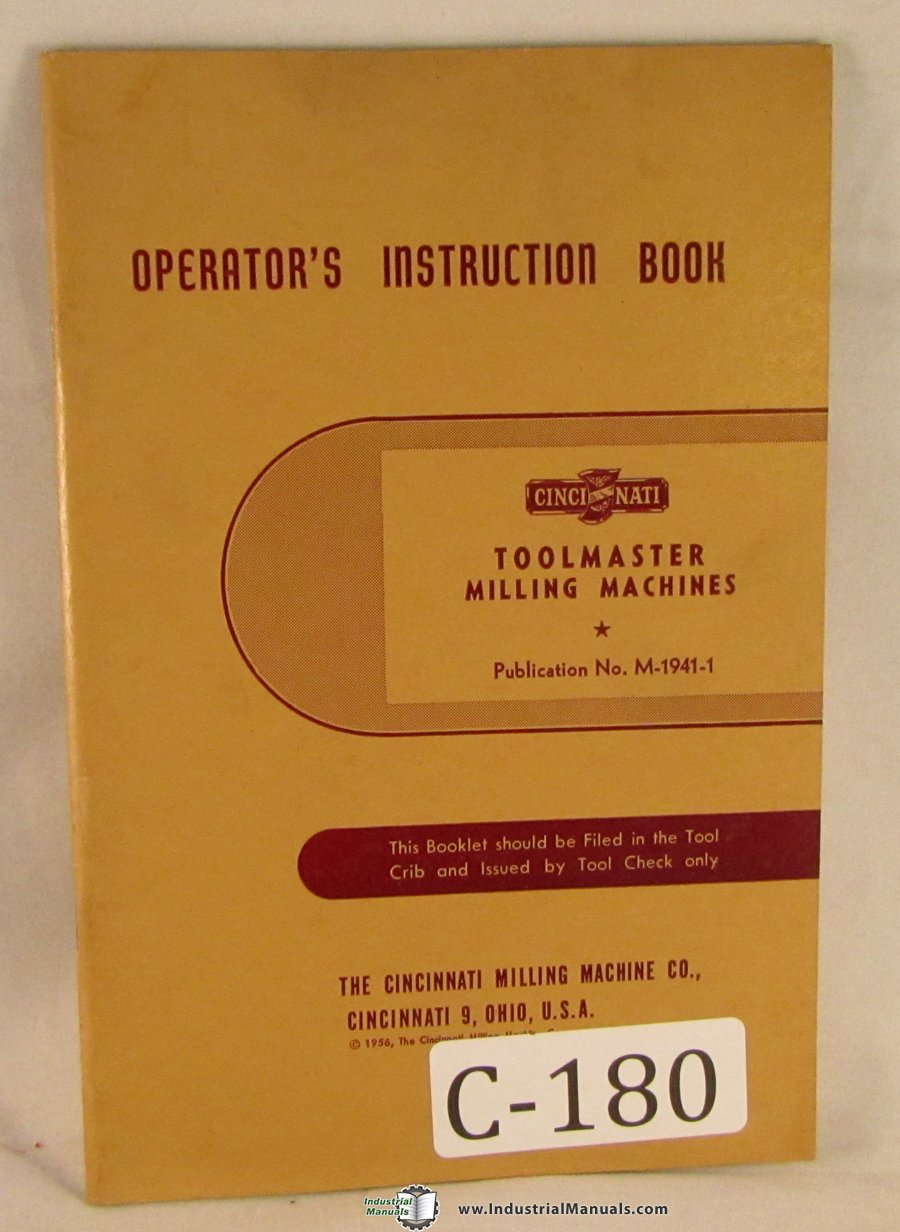 OPERATOR'S INSTRUCTION BOOK
CINCINNATI
TOOLMASTER
MILLING MACHINES
★
Publication No. M-1941-1
This Booklet should be Filed in the Tool
Crib and Issued by Tool Check only
THE CINCINNATI MILLING MACHINE CO.,
CINCINNATI 9, OHIO, U.S.A.
© 1956, The Cincinnati Milling
C-180
Industrial
Manuals
www.IndustrialManuals.com